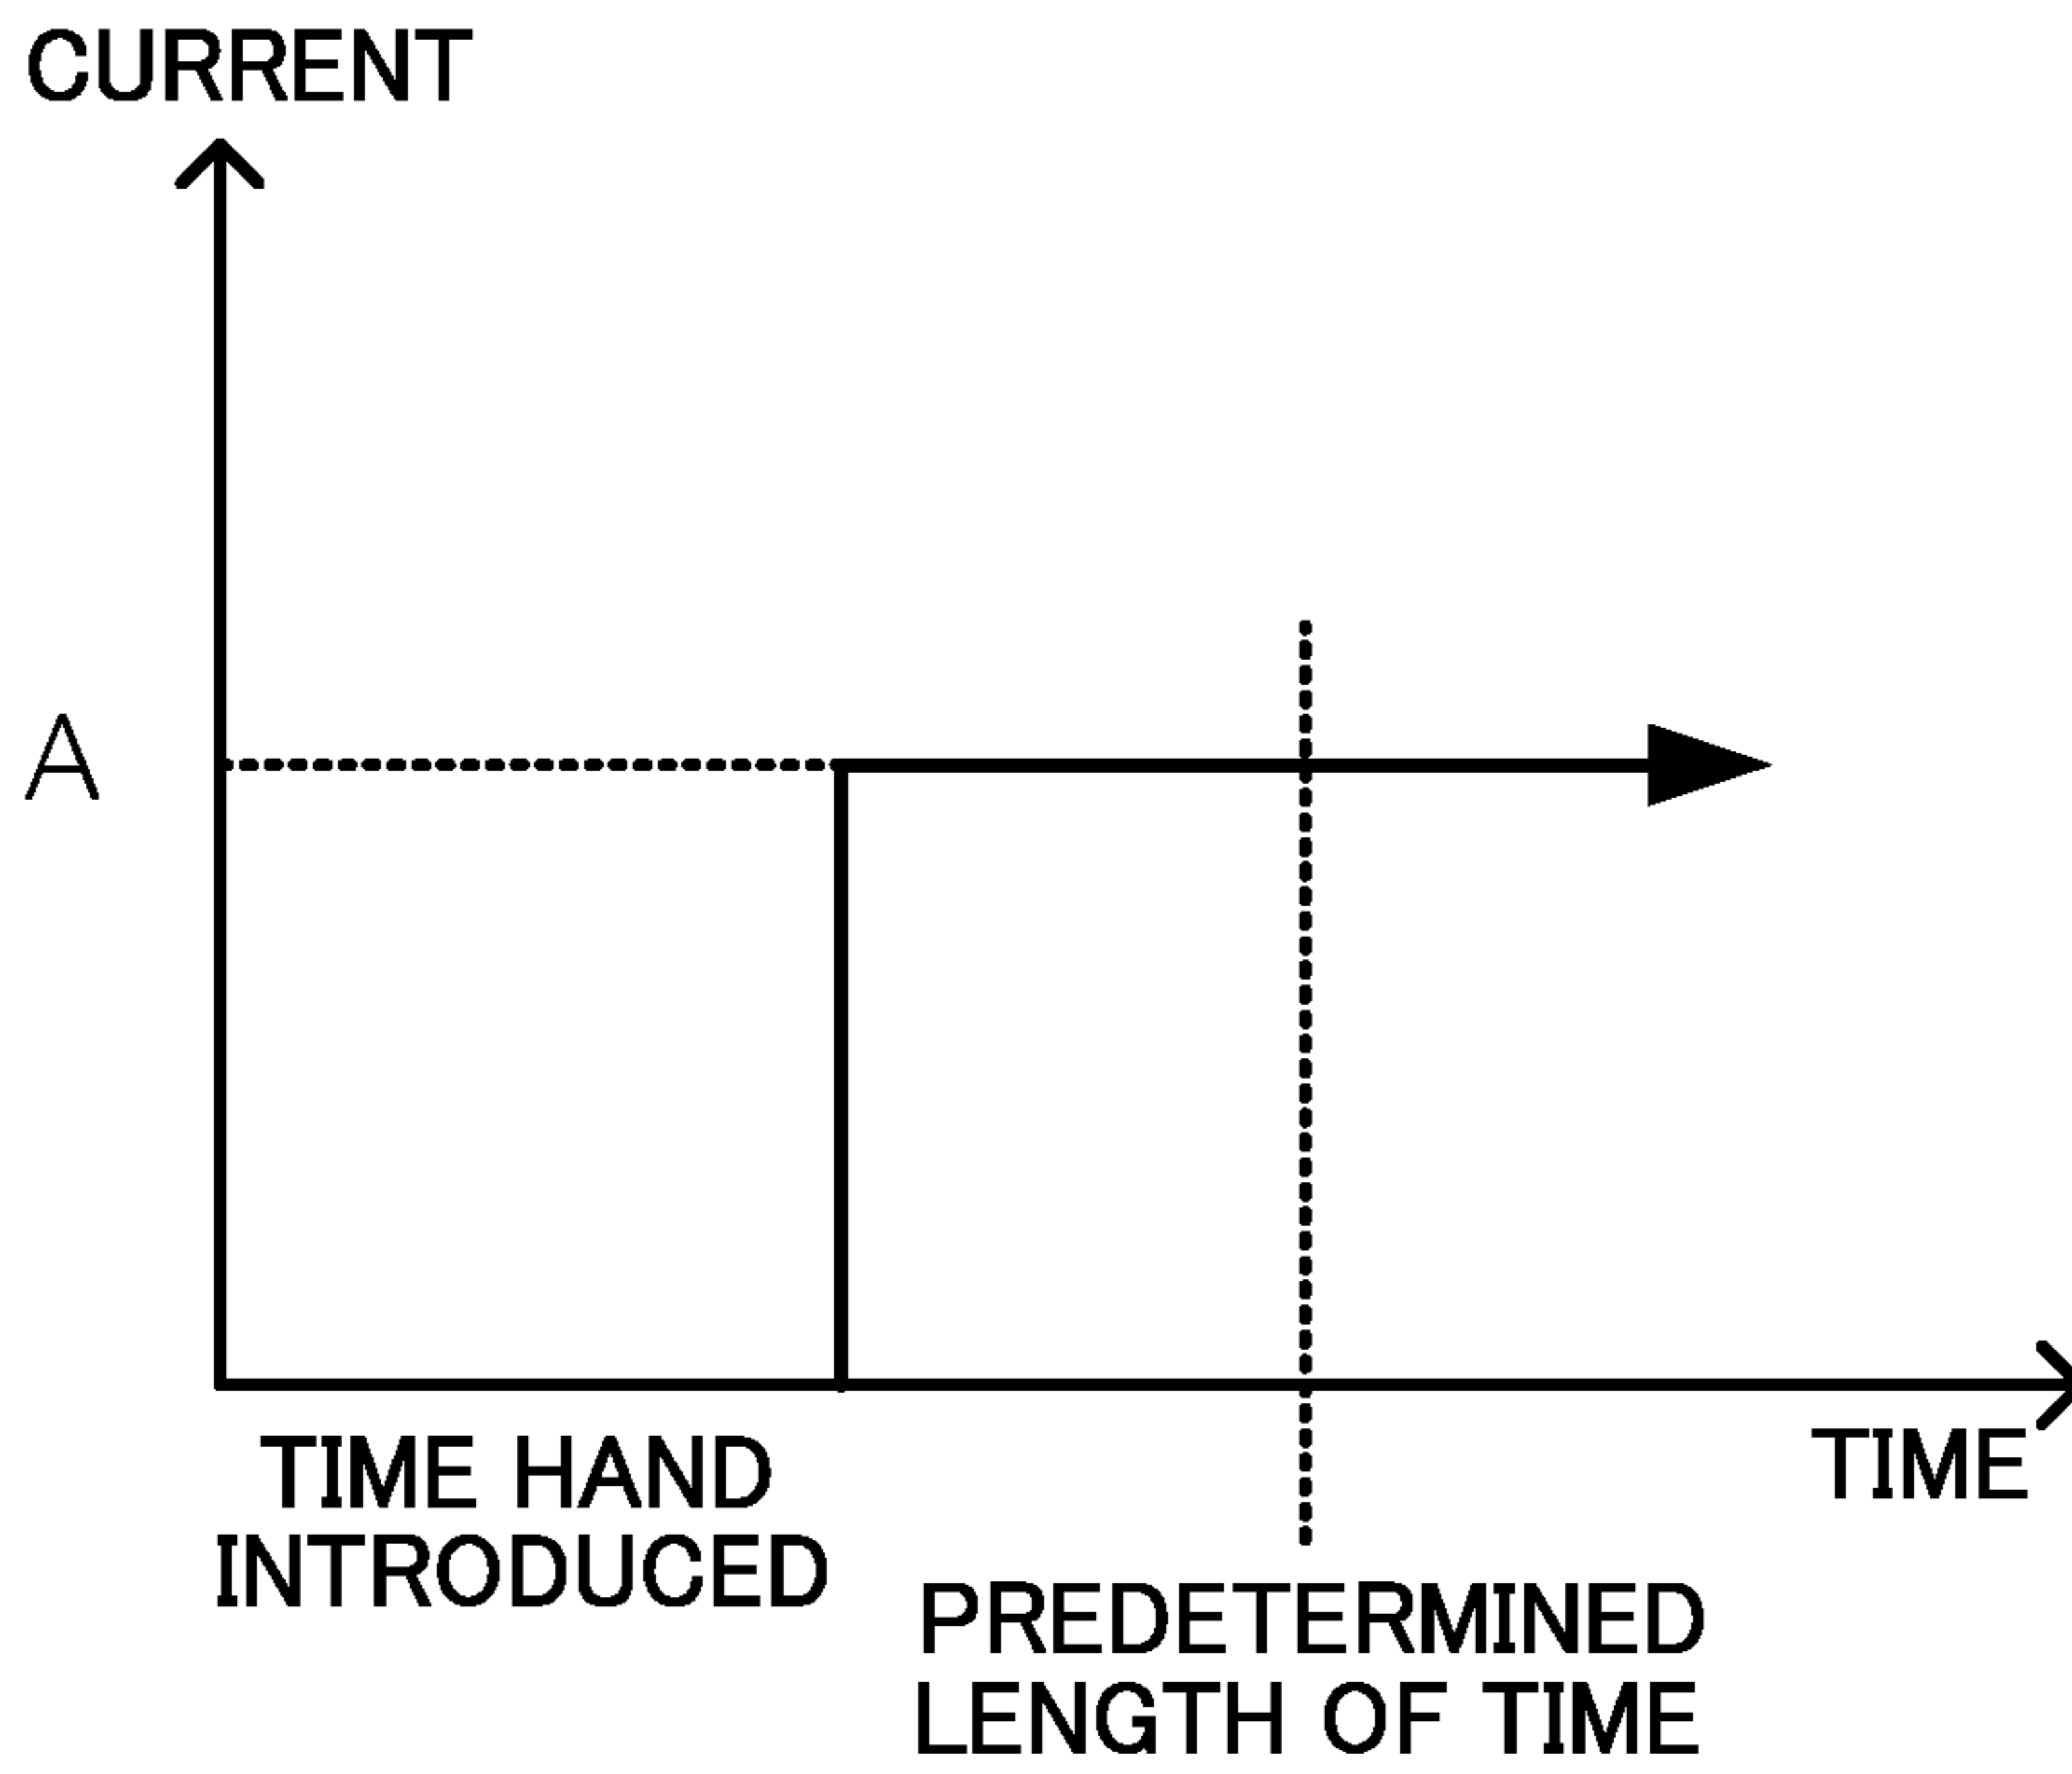 CURRENT
A
TIME HAND
INTRODUCED
TIME
PREDETERMINED
LENGTH OF TIME